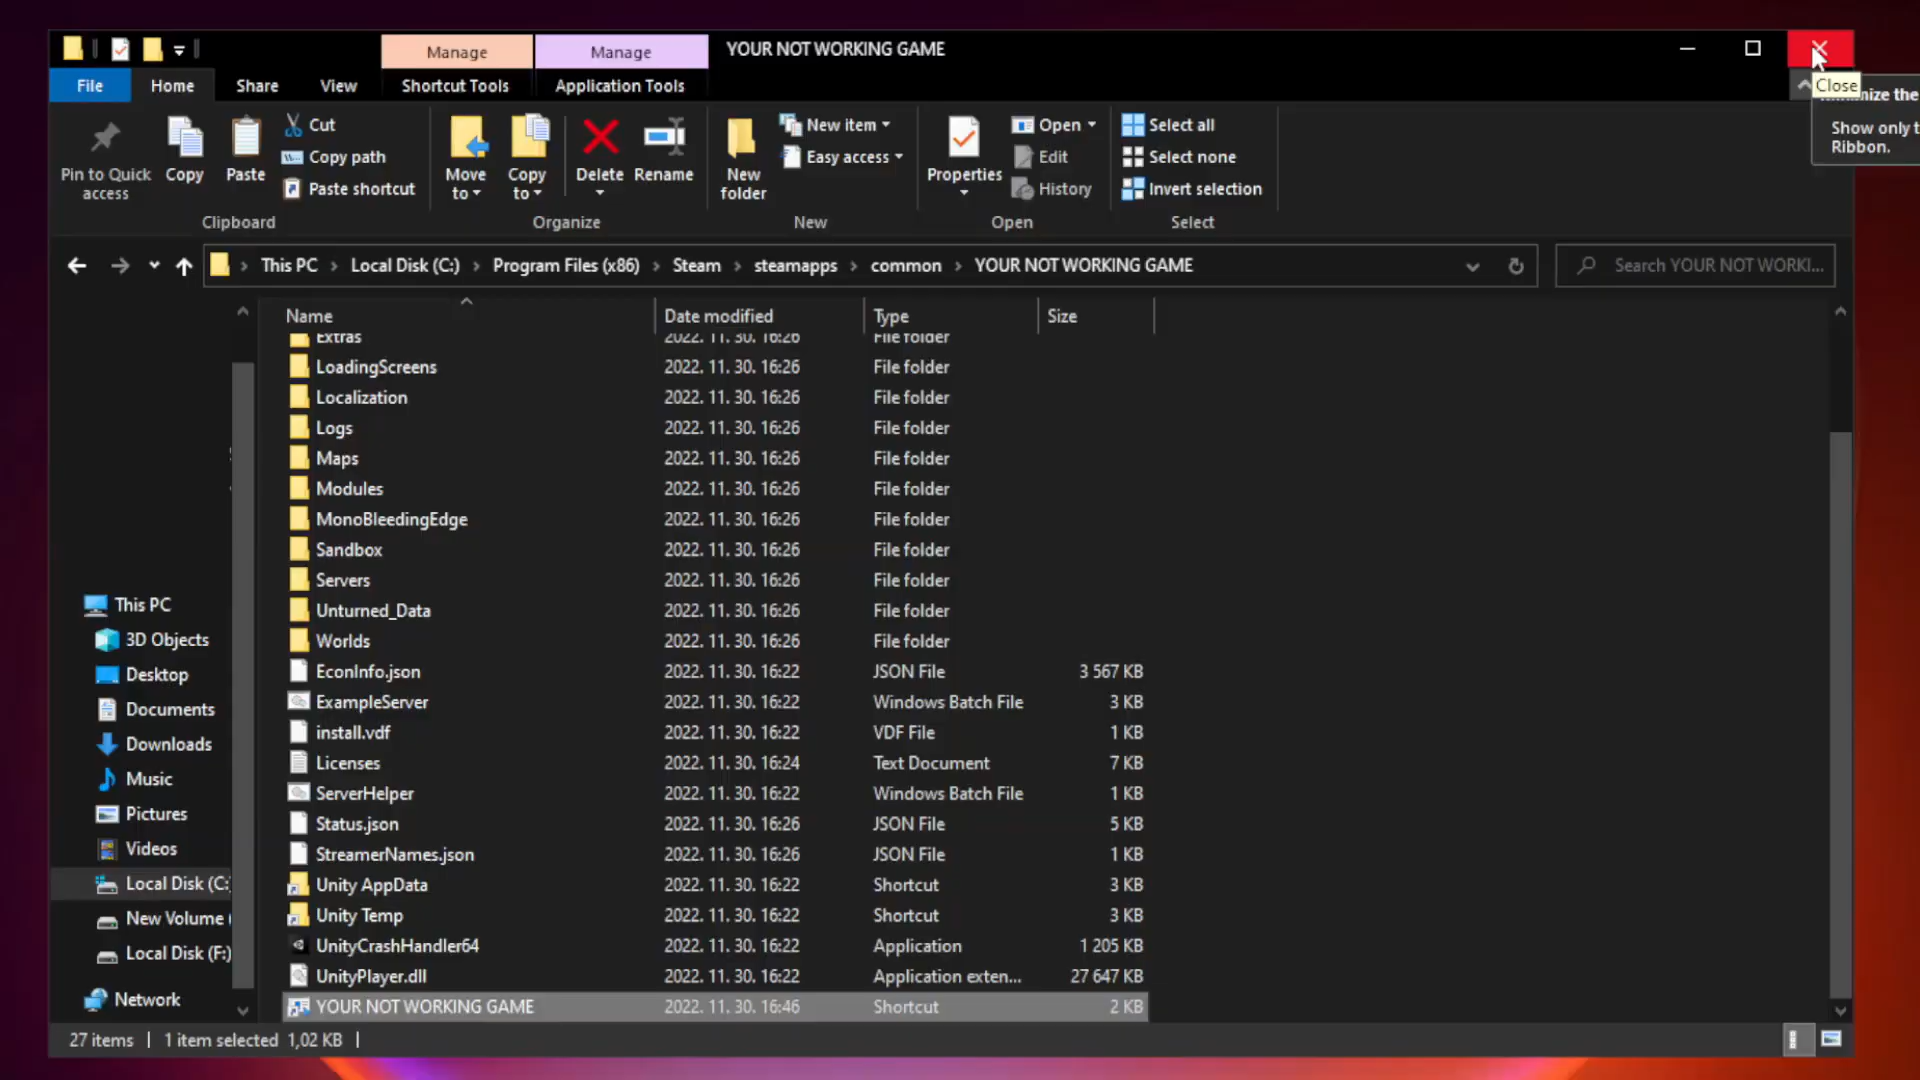 Manage
Manage
YOUR NOT WORKING GAME
File
Home
Share
View
Shortcut Tools
Application Tools
Close
nize the
Show only t
Ribbon.
Pin to Quick access
Copy
Paste
Cut
Copy path
Paste shortcut
Move to
Copy to
Delete
Rename
New folder
New item
Easy access
Properties
Open
Edit
History
Select all
Select none
Invert selection
Clipboard
Organize
New
Open
Select
This PC > Local Disk (C:) > Program Files (x86) > Steam > steamapps > common > YOUR NOT WORKING GAME
Search YOUR NOT WORKI...
Name Date modified Type Size
Extras 2022. 11. 30. 16:26 File folder
LoadingScreens 2022. 11. 30. 16:26 File folder
Localization 2022. 11. 30. 16:26 File folder
Logs 2022. 11. 30. 16:26 File folder
Maps 2022. 11. 30. 16:26 File folder
Modules 2022. 11. 30. 16:26 File folder
MonoBleedingEdge 2022. 11. 30. 16:26 File folder
Sandbox 2022. 11. 30. 16:26 File folder
Servers 2022. 11. 30. 16:26 File folder
Unturned_Data 2022. 11. 30. 16:26 File folder
Worlds 2022. 11. 30. 16:26 File folder
EconInfo.json 2022. 11. 30. 16:22 JSON File 3 567 KB
ExampleServer 2022. 11. 30. 16:22 Windows Batch File 3 KB
install.vdf 2022. 11. 30. 16:22 VDF File 1 KB
Licenses 2022. 11. 30. 16:24 Text Document 7 KB
ServerHelper 2022. 11. 30. 16:22 Windows Batch File 1 KB
Status.json 2022. 11. 30. 16:26 JSON File 5 KB
StreamerNames.json 2022. 11. 30. 16:26 JSON File 1 KB
Unity AppData 2022. 11. 30. 16:22 Shortcut 3 KB
Unity Temp 2022. 11. 30. 16:22 Shortcut 3 KB
UnityCrashHandler64 2022. 11. 30. 16:22 Application 1 205 KB
UnityPlayer.dll 2022. 11. 30. 16:22 Application exten... 27 647 KB
YOUR NOT WORKING GAME 2022. 11. 30. 16:46 Shortcut 2 KB
This PC
3D Objects
Desktop
Documents
Downloads
Music
Pictures
Videos
Local Disk (C:
New Volume (
Local Disk (F:)
Network
27 items
1 item selected 1,02 KB